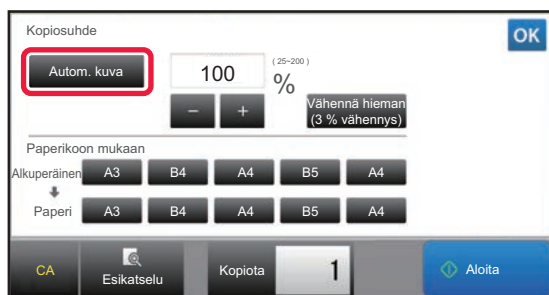 Kopiosuhde
OK
Autom. kuva
100
(25~200)
%
− +
Vähennä hieman
(3 % vähennys)
Paperikoon mukaan
Alkuperäinen A3 B4 A4 B5 A4
Paperi A3 B4 A4 B5 A4
CA
Esikatselu
Kopiota
1
Aloita